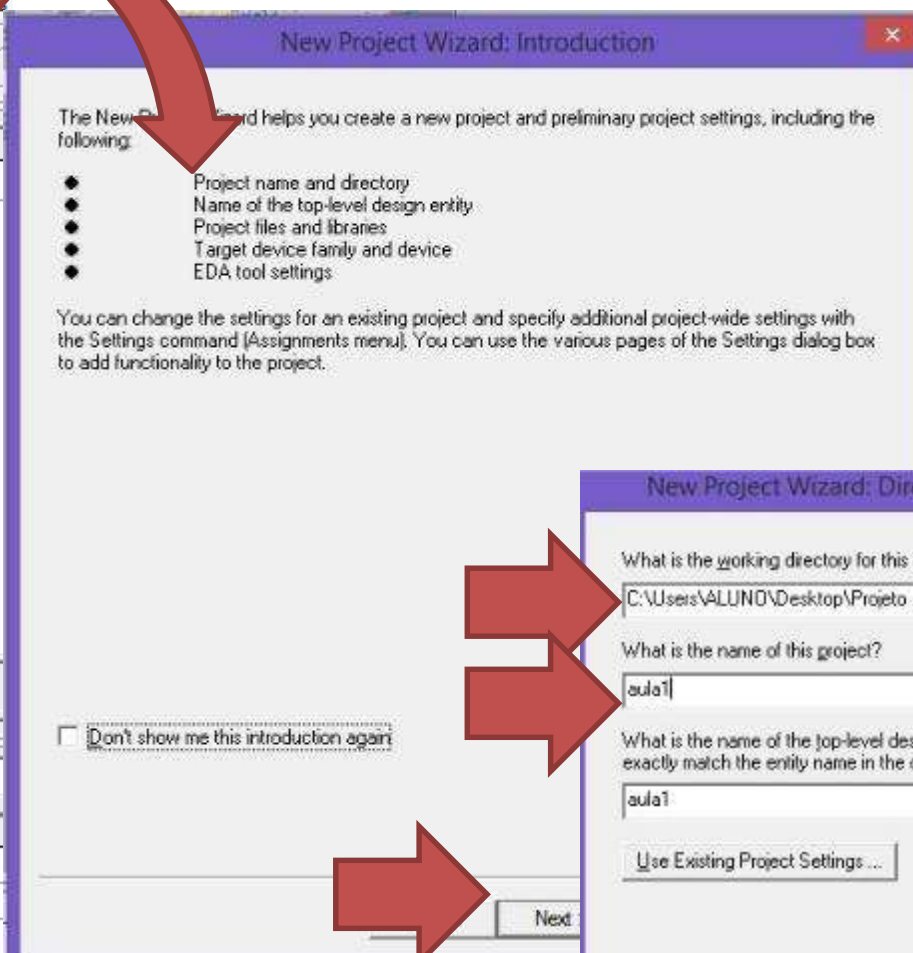 New Project Wizard: Introduction
The New helps you create a new project and preliminary project settings, including the
following:
◆ Project name and directory
◆ Name of the top-level design entity
◆ Project files and libraries
◆ Target device family and device
◆ EDA tool settings
You can change the settings for an existing project and specify additional project-wide settings with
the Settings command (Assignments menu). You can use the various pages of the Settings dialog box
to add functionality to the project.
Don't show me this introduction again
Next
New Project Wizard:
What is the working directory for this
C:\Users\ALUNO\Desktop\Projeto
What is the name of this project?
aula1
What is the name of the top-level
exactly match the entity name in the
aula1
Use Existing Project Settings ...